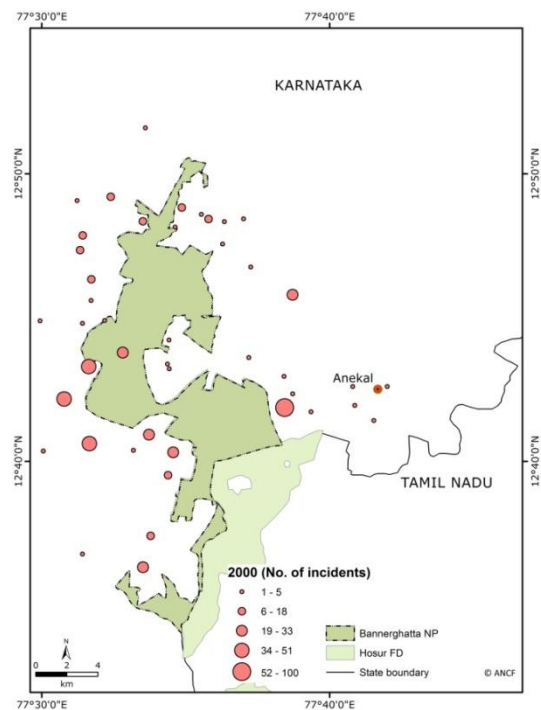 77°30'0"E 77°40'0"E
KARNATAKA
12°50'0"N 12°50'0"N
Anekal
12°40'0"N 12°40'0"N
TAMIL NADU
2000 (No. of incidents)
1 - 5
6 - 18
19 - 33
34 - 51
52 - 100
Bannerghatta NP
Hosur FD
State boundary
N
0 2 4
km
© ANCF
77°30'0"E 77°40'0"E